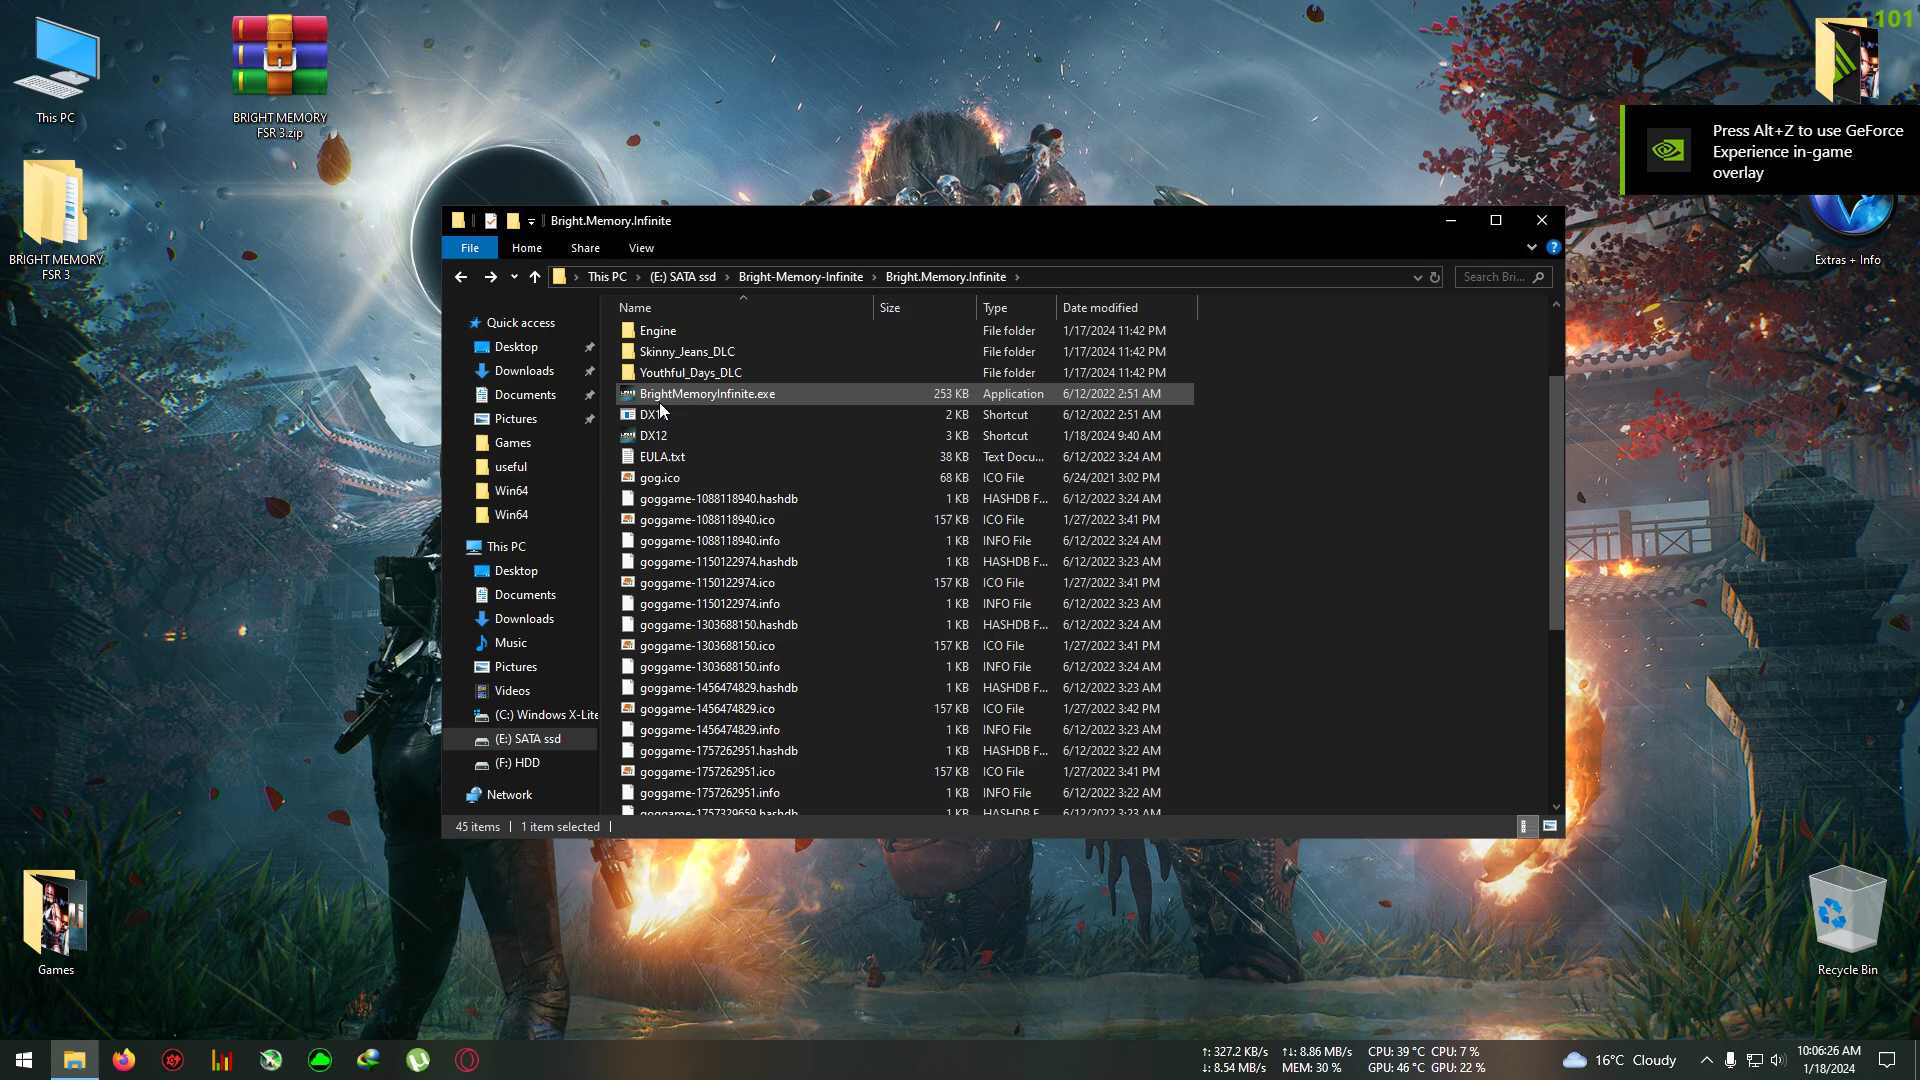 101
This PC
BRIGHT MEMORY
FSR 3.zip
Press Alt+Z to use GeForce
Experience in-game
overlay
BRIGHT MEMORY
FSR 3
Extras + Info
Bright.Memory.Infinite
File Home Share View
This PC > (E:) SATA ssd > Bright-Memory-Infinite > Bright.Memory.Infinite >
Search Bri...
Name Size Type Date modified
Quick access
Desktop
Downloads
Documents
Pictures
Games
useful
Win64
Win64
This PC
Desktop
Documents
Downloads
Music
Pictures
Videos
(C:) Windows X-Lite
(E:) SATA ssd
(F:) HDD
Network
Engine File folder 1/17/2024 11:42 PM
Skinny_Jeans_DLC File folder 1/17/2024 11:42 PM
Youthful_Days_DLC File folder 1/17/2024 11:42 PM
BrightMemoryInfinite.exe 253 KB Application 6/12/2022 2:51 AM
2 KB Shortcut 6/12/2022 2:51 AM
DX12 3 KB Shortcut 1/18/2024 9:40 AM
EULA.txt 38 KB Text Docu... 6/12/2022 3:24 AM
gog.ico 68 KB ICO File 6/24/2021 3:02 PM
goggame-1088118940.hashdb 1 KB HASHDB F... 6/12/2022 3:24 AM
goggame-1088118940.ico 157 KB ICO File 1/27/2022 3:41 PM
goggame-1088118940.info 1 KB INFO File 6/12/2022 3:24 AM
goggame-1150122974.hashdb 1 KB HASHDB F... 6/12/2022 3:23 AM
goggame-1150122974.ico 157 KB ICO File 1/27/2022 3:41 PM
goggame-1150122974.info 1 KB INFO File 6/12/2022 3:23 AM
goggame-1303688150.hashdb 1 KB HASHDB F... 6/12/2022 3:24 AM
goggame-1303688150.ico 157 KB ICO File 1/27/2022 3:41 PM
goggame-1303688150.info 1 KB INFO File 6/12/2022 3:24 AM
goggame-1456474829.hashdb 1 KB HASHDB F... 6/12/2022 3:23 AM
goggame-1456474829.ico 157 KB ICO File 1/27/2022 3:42 PM
goggame-1456474829.info 1 KB INFO File 6/12/2022 3:23 AM
goggame-1757262951.hashdb 1 KB HASHDB F... 6/12/2022 3:22 AM
goggame-1757262951.ico 157 KB ICO File 1/27/2022 3:41 PM
goggame-1757262951.info 1 KB INFO File 6/12/2022 3:22 AM
goggame-1757329659.hashdb 1 KB HASHDB F 6/12/2022 3:23 AM
45 items 1 item selected
Games
Recycle Bin
↑: 327.2 KB/s ↑↓: 8.86 MB/s CPU: 39 °C CPU: 7 %
↓: 8.54 MB/s MEM: 30 % GPU: 46 °C GPU: 22 %
16°C Cloudy
10:06:26 AM
1/18/2024